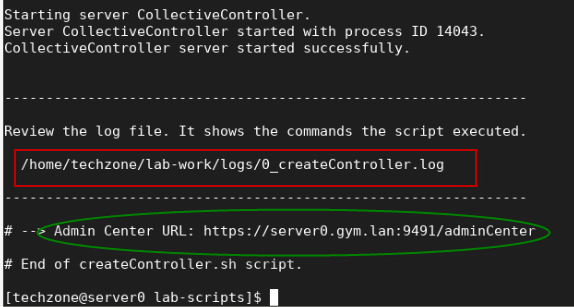 Starting server CollectiveController.
Server CollectiveController started with process ID 14043.
CollectiveController server started successfully.
---------------------------------------------------------------
Review the log file. It shows the commands the script executed.
/home/techzone/lab-work/logs/0_createController.log
---------------------------------------------------------------
# --> Admin Center URL: https://server0.gym.lan:9491/adminCenter
# End of createController.sh script.
[techzone@server0 lab-scripts]$